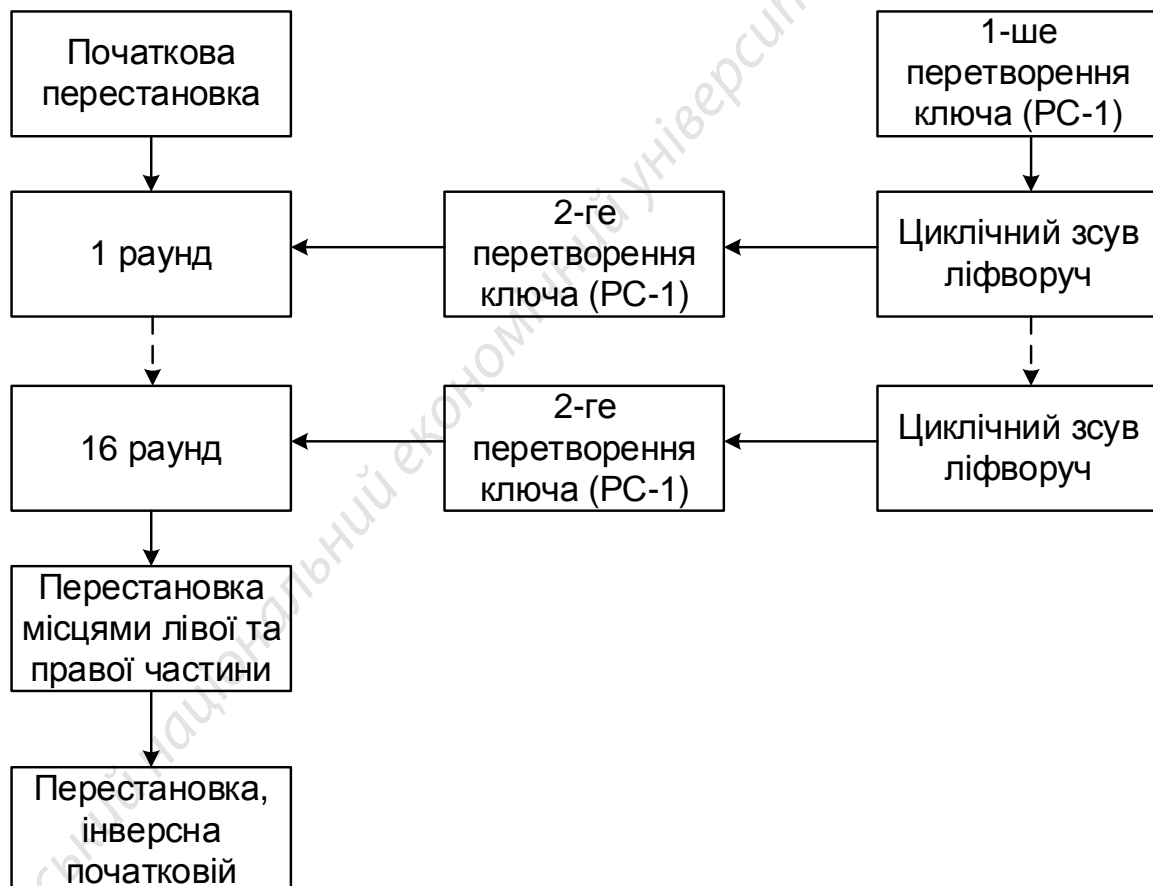 Початкова
перестановка
1-ше
перетворення
ключа (PC-1)
1 раунд
2-ге
перетворення
ключа (PC-1)
Циклічний зсув
ліфворуч
16 раунд
2-ге
перетворення
ключа (PC-1)
Циклічний зсув
ліфворуч
Перестановка
місцями лівої та
правої частини
Перестановка,
інверсна
початковій
національний економічний